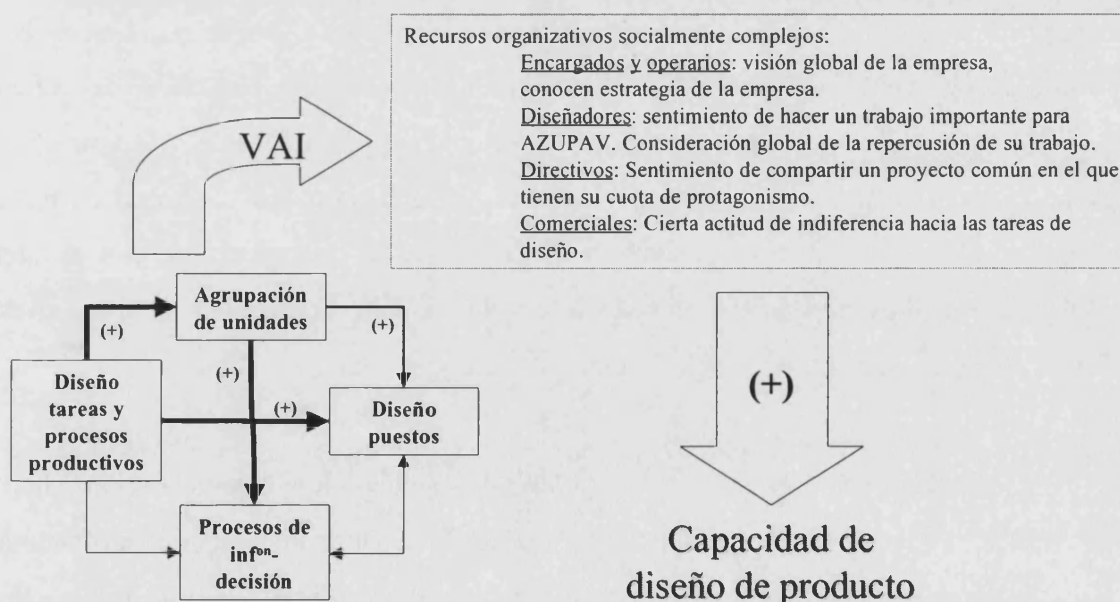 Recursos organizativos socialmente complejos:
Encargados y operarios: visión global de la empresa,
conocen estrategia de la empresa.
Diseñadores: sentimiento de hacer un trabajo importante para
AZUPAV. Consideración global de la repercusión de su trabajo.
Directivos: Sentimiento de compartir un proyecto común en el que
tienen su cuota de protagonismo.
Comerciales: Cierta actitud de indiferencia hacia las tareas de
diseño.
VAI
Agrupación
de unidades
(+)
(+)
(+)
(+)
Diseño
tareas y
procesos
productivos
Diseño
puestos
Procesos de
infᵒⁿ-
decisión
(+)
Capacidad de
diseño de producto